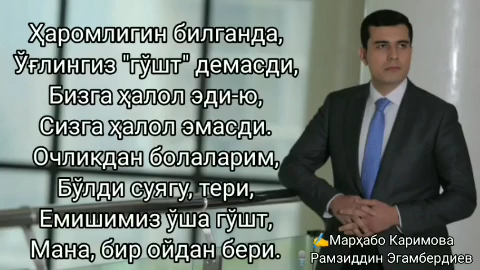 Ҳаромлигин билганда,
Ўғлингиз "гўшт" демасди,
Бизга ҳалол эди-ю,
Сизга ҳалол эмасди.
Очликдан болаларим,
Бўлди суягу, тери,
Емишимиз ўша гўшт,
Мана, бир ойдан бери.
✍Марҳабо Каримова
🎙Рамзиддин Эгамбердиев